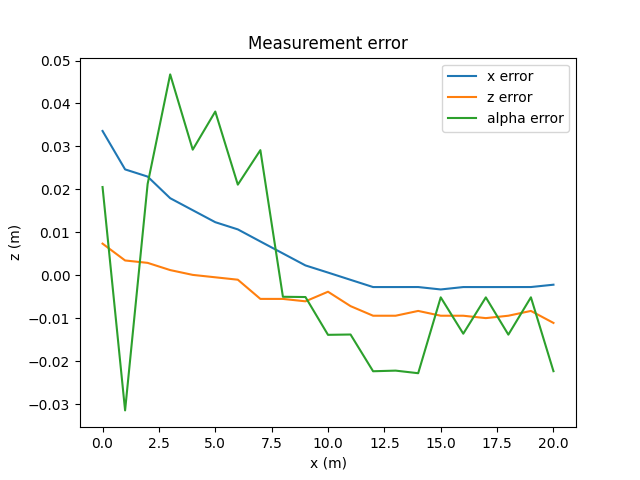 Measurement error
0.05
0.04
0.03
0.02
0.01
0.00
−0.01
−0.02
−0.03
z (m)
x error
z error
alpha error
0.0 2.5 5.0 7.5 10.0 12.5 15.0 17.5 20.0
x (m)